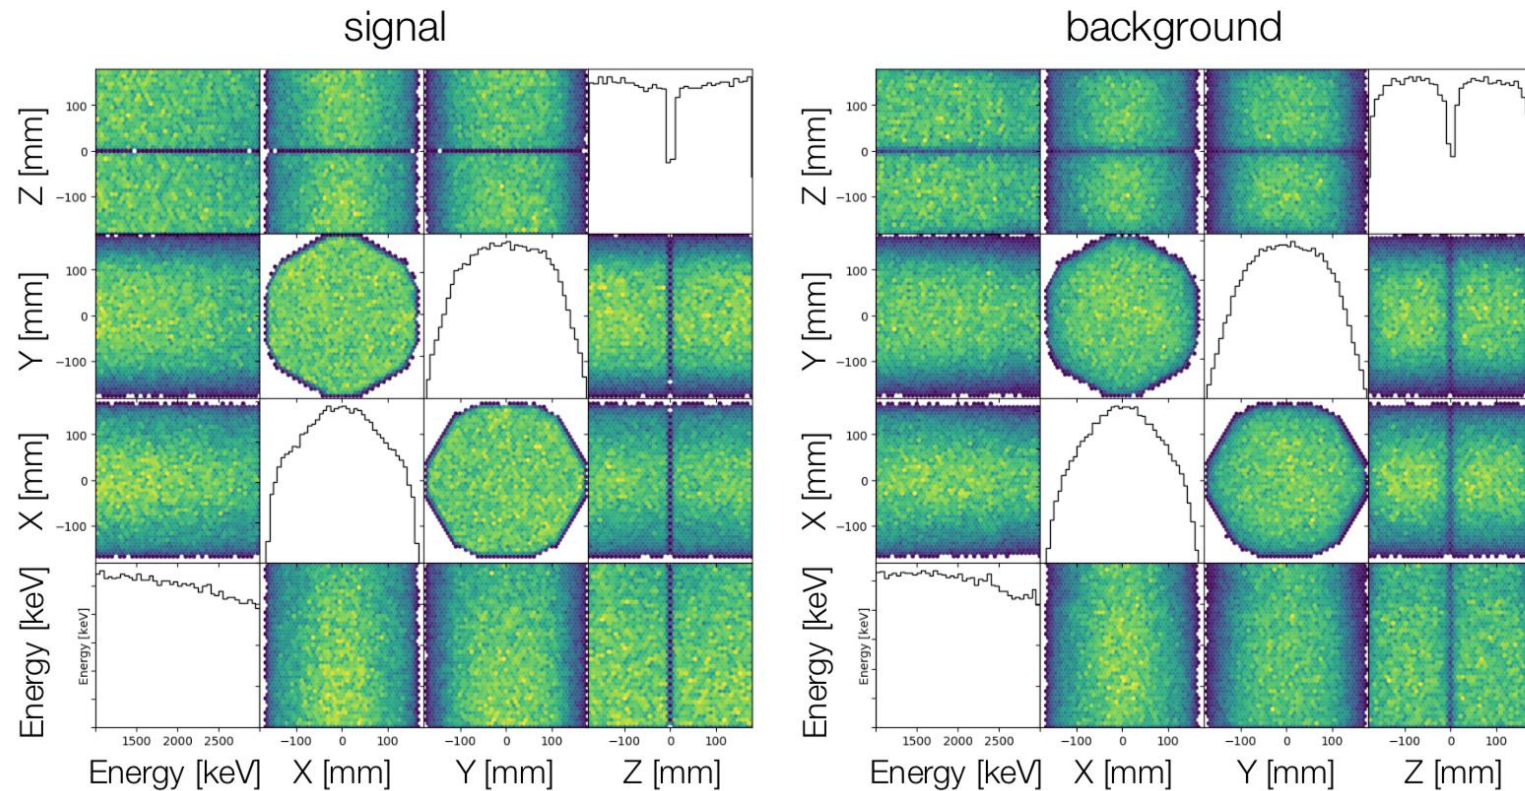 signal background
Z [mm] 100 0 −100 Z [mm] 100 0 −100
Y [mm] 100 0 −100 Y [mm] 100 0 −100
X [mm] 100 0 −100 X [mm] 100 0 −100
Energy [keV] Energy [keV] Energy [keV] Energy [keV]
1500 2000 2500 −100 0 100 −100 0 100 −100 0 100 1500 2000 2500 −100 0 100 −100 0 100 −100 0 100
Energy [keV] X [mm] Y [mm] Z [mm] Energy [keV] X [mm] Y [mm] Z [mm]